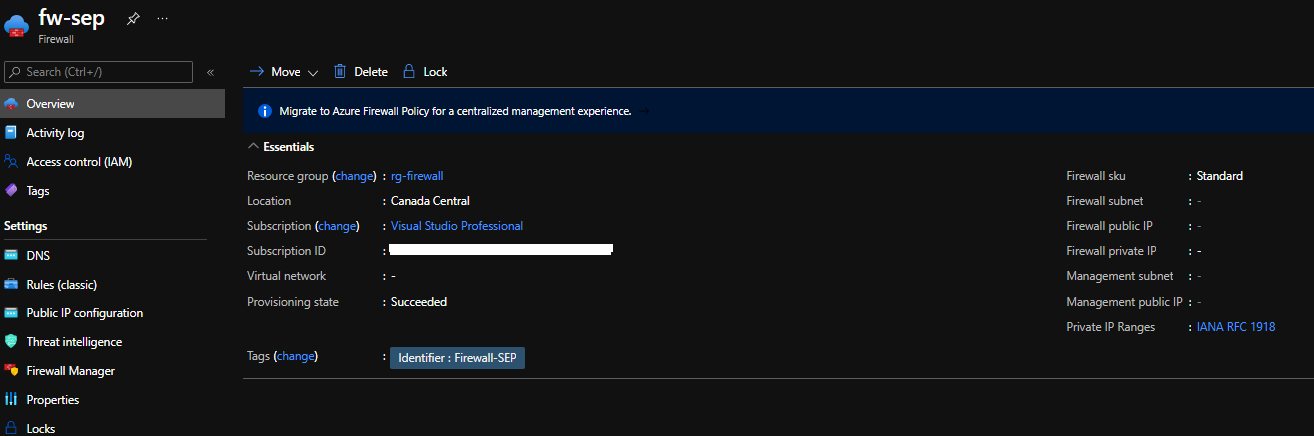 fw-sep
Firewall
Search (Ctrl+/)
Overview
Activity log
Access control (IAM)
Tags
Settings
DNS
Rules (classic)
Public IP configuration
Threat intelligence
Firewall Manager
Properties
Locks
Move Delete Lock
Migrate to Azure Firewall Policy for a centralized management experience.
Essentials
Resource group (change) : rg-firewall
Location : Canada Central
Subscription (change) : Visual Studio Professional
Subscription ID :
Virtual network : -
Provisioning state : Succeeded
Tags (change) : Identifier : Firewall-SEP
Firewall sku : Standard
Firewall subnet : -
Firewall public IP : -
Firewall private IP : -
Management subnet : -
Management public IP : -
Private IP Ranges : IANA RFC 1918